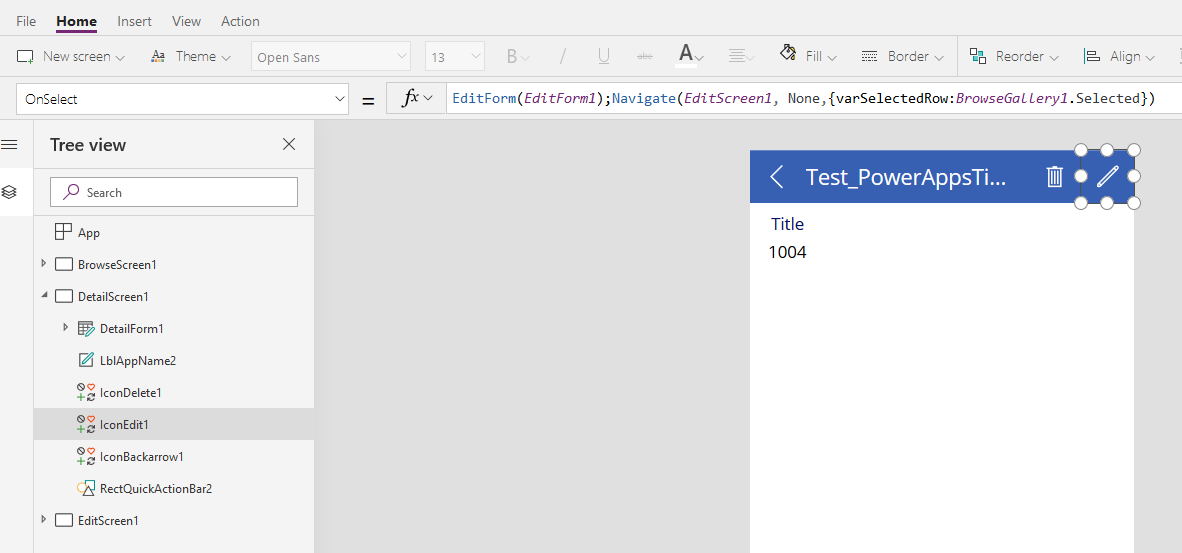 File Home Insert View Action
New screen Theme Open Sans 13 B / U abc A Fill Border Reorder Align
OnSelect = fx EditForm(EditForm1);Navigate(EditScreen1, None,{varSelectedRow:BrowseGallery1.Selected})
Tree view
Search
App
BrowseScreen1
DetailScreen1
DetailForm1
LblAppName2
IconDelete1
IconEdit1
IconBackarrow1
RectQuickActionBar2
EditScreen1
Test_PowerAppsTi...
Title
1004